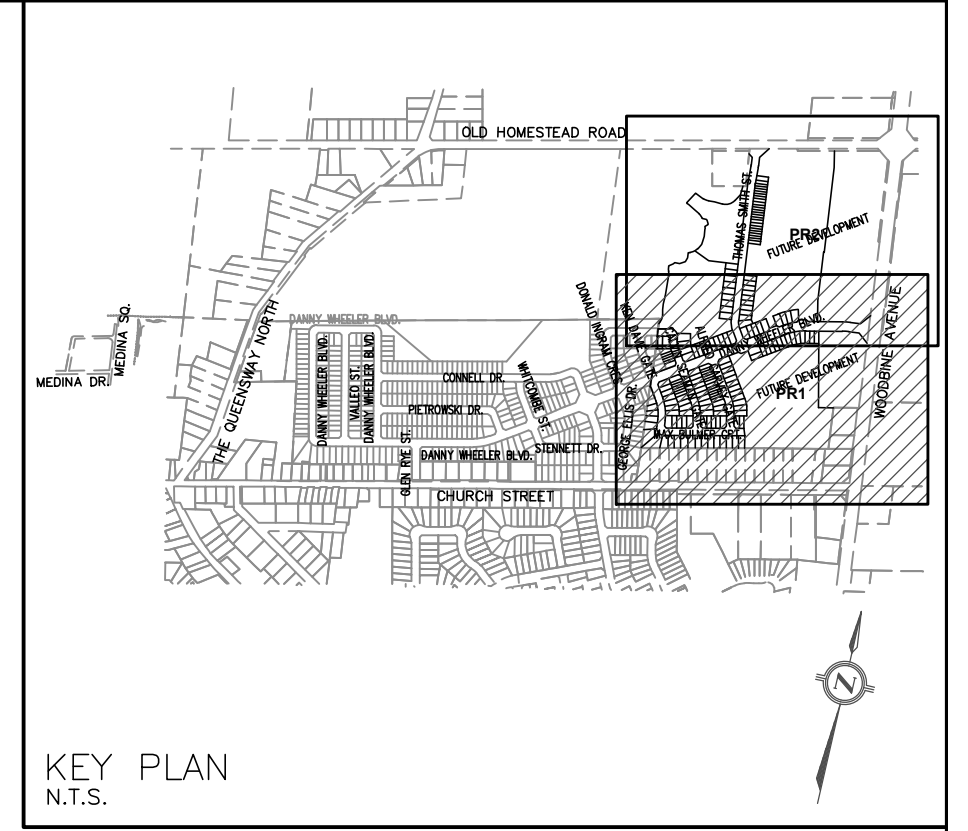 OLD HOMESTEAD ROAD
THOMAS SMITH ST.
PR2
FUTURE DEVELOPMENT
DONALD INGRAM CRES.
DANNY WHEELER BLVD.
MEDINA SQ.
MEDINA DR.
THE QUEENSWAY NORTH
DANNY WHEELER BLVD.
VALLEO ST.
DANNY WHEELER BLVD.
CONNELL DR.
WHITCOMBE ST.
PIETROWSKI DR.
GLEN RYE ST.
DANNY WHEELER BLVD.
STENNETT DR.
GEORGE ELLIS DR.
DANNY WHEELER BLVD.
FUTURE DEVELOPMENT
PR1
MAX BULMER CRT.
WOODBINE AVENUE
CHURCH STREET
N
KEY PLAN
N.T.S.